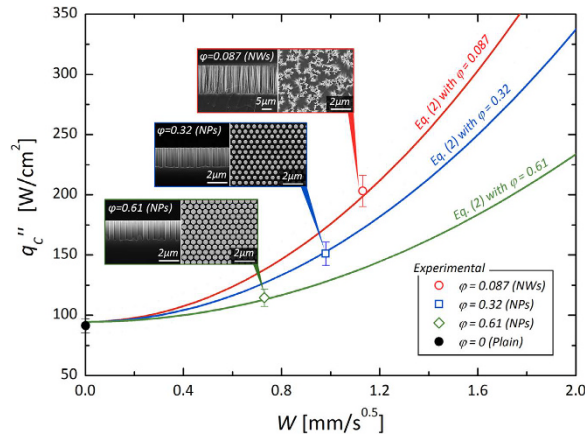 350
300
250
200
150
100
50
q_c'' [W/cm²]
0.0
0.4
0.8
1.2
1.6
2.0
W [mm/s^0.5]
φ=0.087 (NWs)
5μm
2μm
φ=0.32 (NPs)
2μm
2μm
φ=0.61 (NPs)
2μm
2μm
Eq. (2) with φ = 0.087
Eq. (2) with φ = 0.32
Eq. (2) with φ = 0.61
Experimental
φ = 0.087 (NWs)
φ = 0.32 (NPs)
φ = 0.61 (NPs)
φ = 0 (Plain)